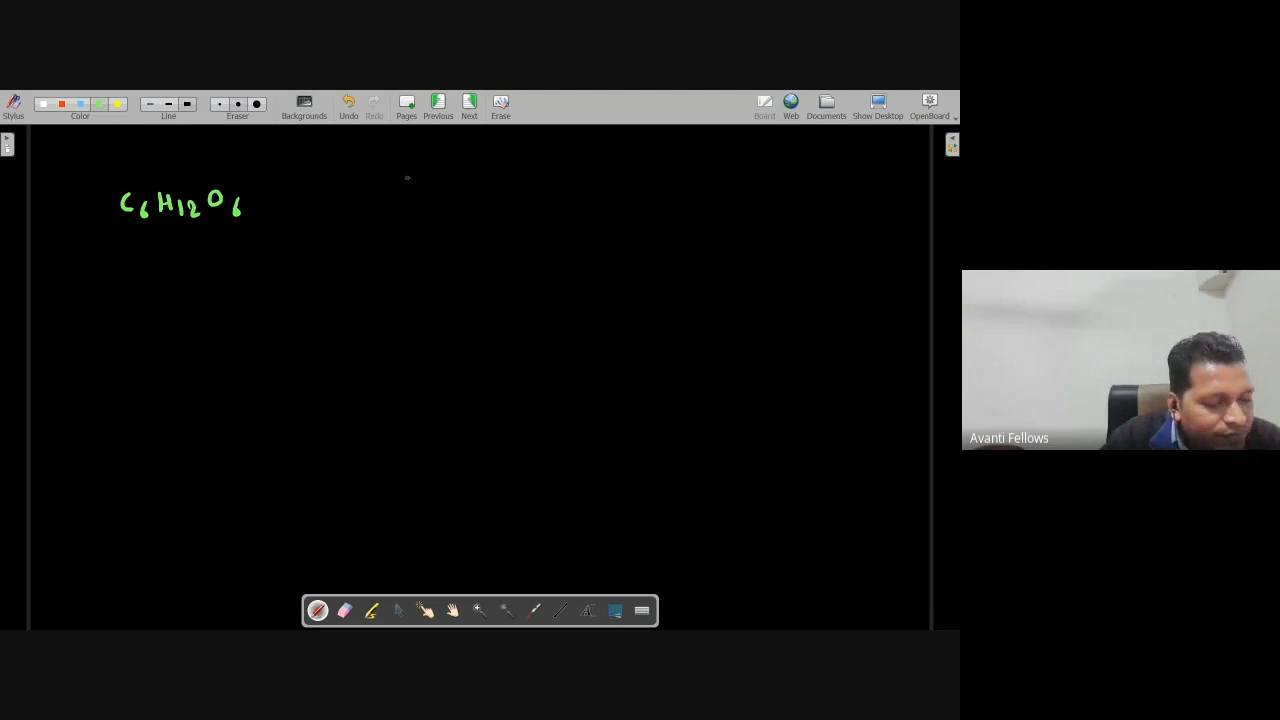 Stylus Color Line Eraser Backgrounds Undo Redo Pages Previous Next Erase Board Web Documents Show Desktop OpenBoard
C6H12O6
Avanti Fellows